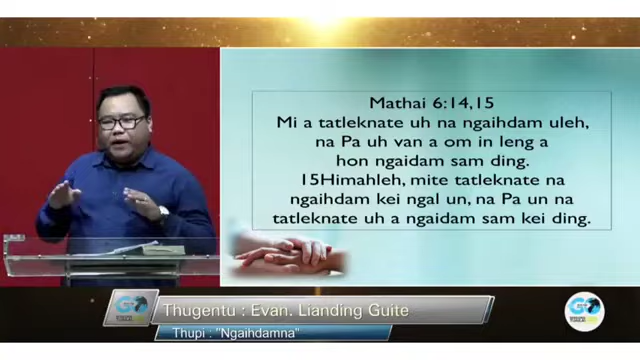 Mathai 6:14,15
Mi a tatleknate uh na ngaihdam uleh,
na Pa uh van a om in leng a
hon ngaidam sam ding.
15Himahleh, mite tatleknate na
ngaihdam kei ngal un, na Pa un na
tatleknate uh a ngaidam sam kei ding.
Thugentu : Evan. Lianding Guite
Thupi : "Ngaihdamna"